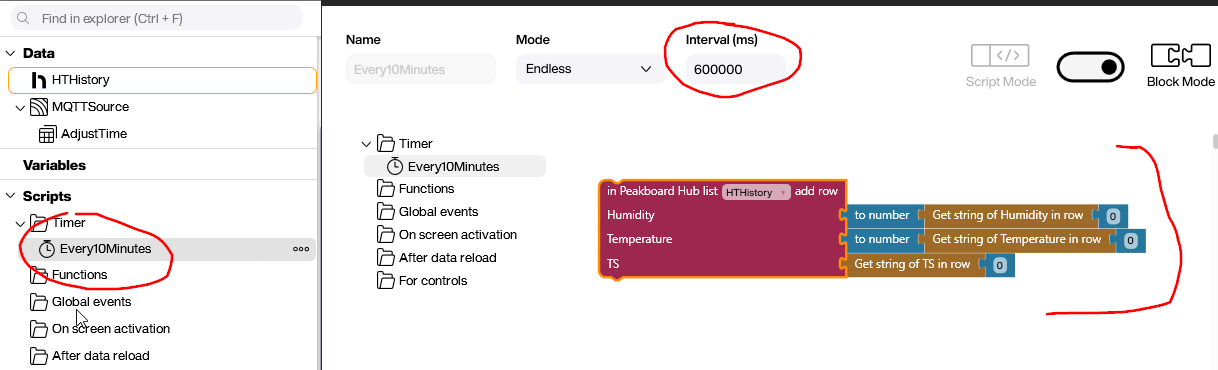 Find in explorer (Ctrl + F)
Data
HTHistory
MQTTSource
AdjustTime
Variables
Scripts
Timer
Every10Minutes
Functions
Global events
On screen activation
After data reload
Name
Every10Minutes
Mode
Endless
Interval (ms)
600000
Script Mode
Block Mode
Timer
Every10Minutes
Functions
Global events
On screen activation
After data reload
For controls
in Peakboard Hub list HTHistory add row
Humidity to number Get string of Humidity in row 0
Temperature to number Get string of Temperature in row 0
TS Get string of TS in row 0